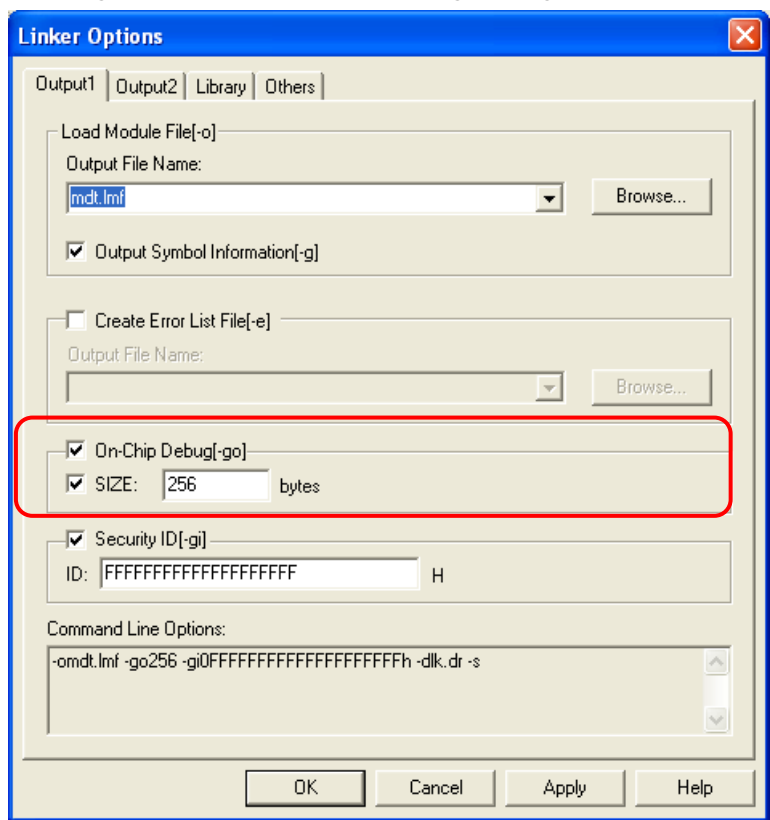 Linker Options
Output1 Output2 Library Others
Load Module File[-o]
Output File Name:
mdt.lmf
Browse...
Output Symbol Information[-g]
Create Error List File[-e]
Output File Name:
Browse...
On-Chip Debug[-go]
SIZE: 256 bytes
Security ID[-gi]
ID: FFFFFFFFFFFFFFFFFFFF H
Command Line Options:
-omdt.lmf -go256 -gi0FFFFFFFFFFFFFFFFFFFFh -dlk.dr -s
OK Cancel Apply Help